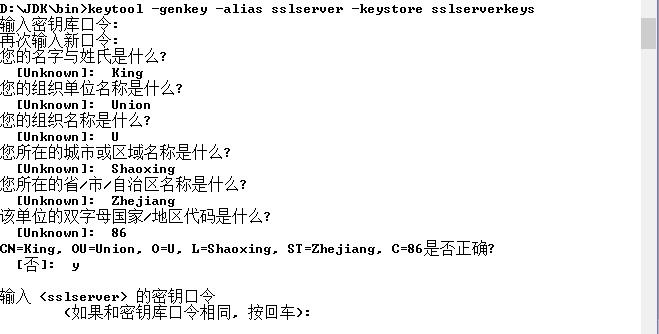 D:\JDK\bin>keytool -genkey -alias sslserver -keystore sslserverkeys
输入密钥库口令:
再次输入新口令:
您的名字与姓氏是什么?
[Unknown]:  King
您的组织单位名称是什么?
[Unknown]:  Union
您的组织名称是什么?
[Unknown]:  U
您所在的城市或区域名称是什么?
[Unknown]:  Shaoxing
您所在的省/市/自治区名称是什么?
[Unknown]:  Zhejiang
该单位的双字母国家/地区代码是什么?
[Unknown]:  86
CN=King, OU=Union, O=U, L=Shaoxing, ST=Zhejiang, C=86是否正确?
[否]:  y
输入 <sslserver> 的密钥口令
(如果和密钥库口令相同, 按回车):